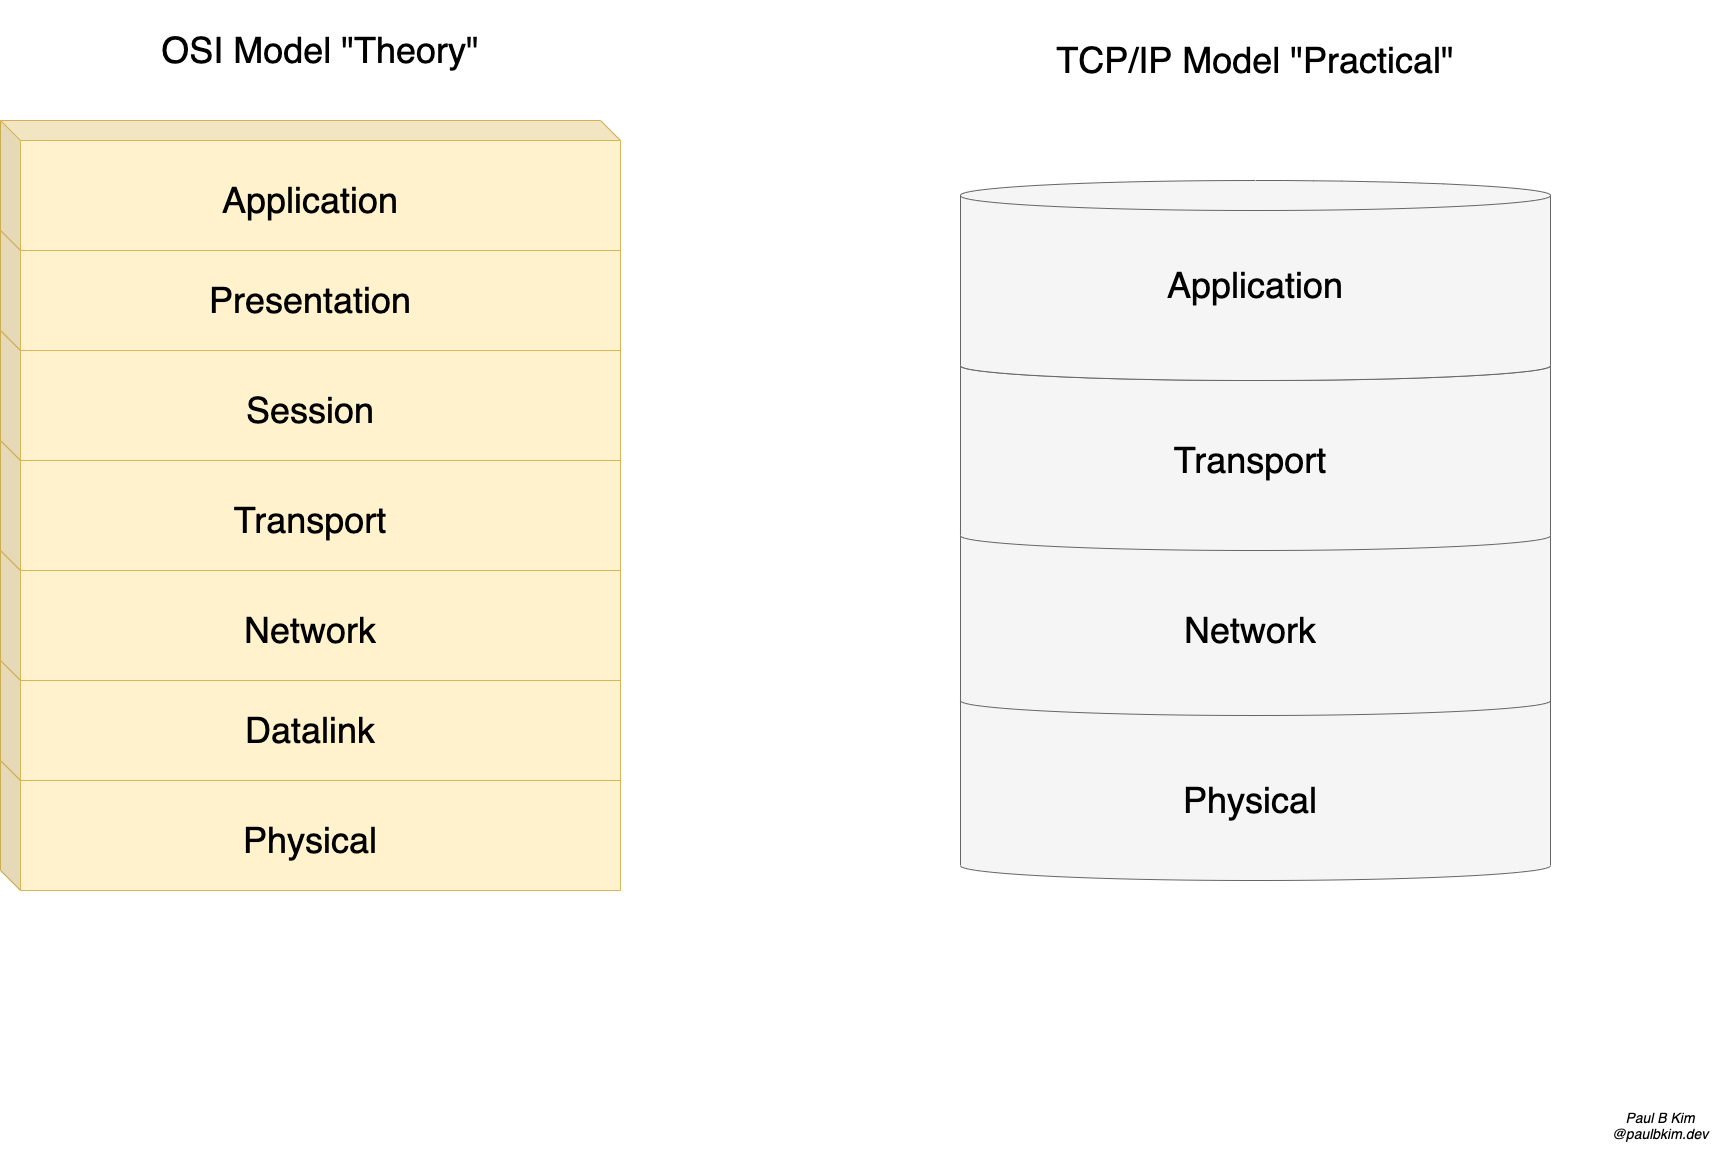 OSI Model "Theory"
Application
Presentation
Session
Transport
Network
Datalink
Physical
TCP/IP Model "Practical"
Application
Transport
Network
Physical
Paul B Kim
@paulbkim.dev